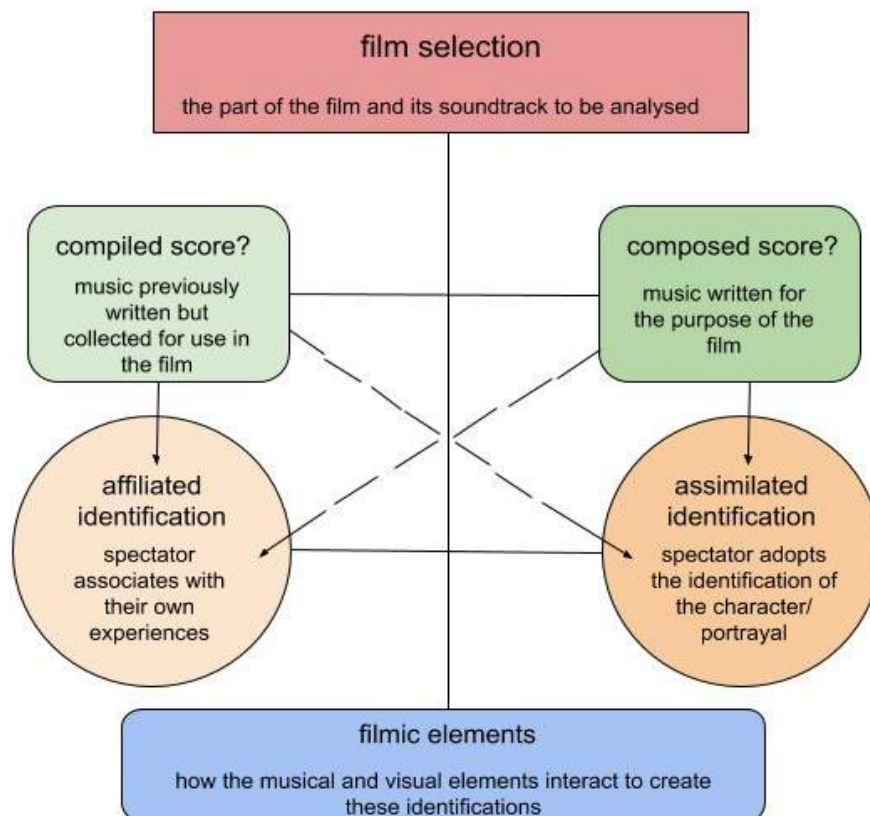 film selection
the part of the film and its soundtrack to be analysed
compiled score?
music previously
written but
collected for use in
the film
composed score?
music written for
the purpose of the
film
affiliated
identification
spectator
associates with
their own
experiences
assimilated
identification
spectator adopts
the identification of
the character/
portrayal
filmic elements
how the musical and visual elements interact to create
these identifications